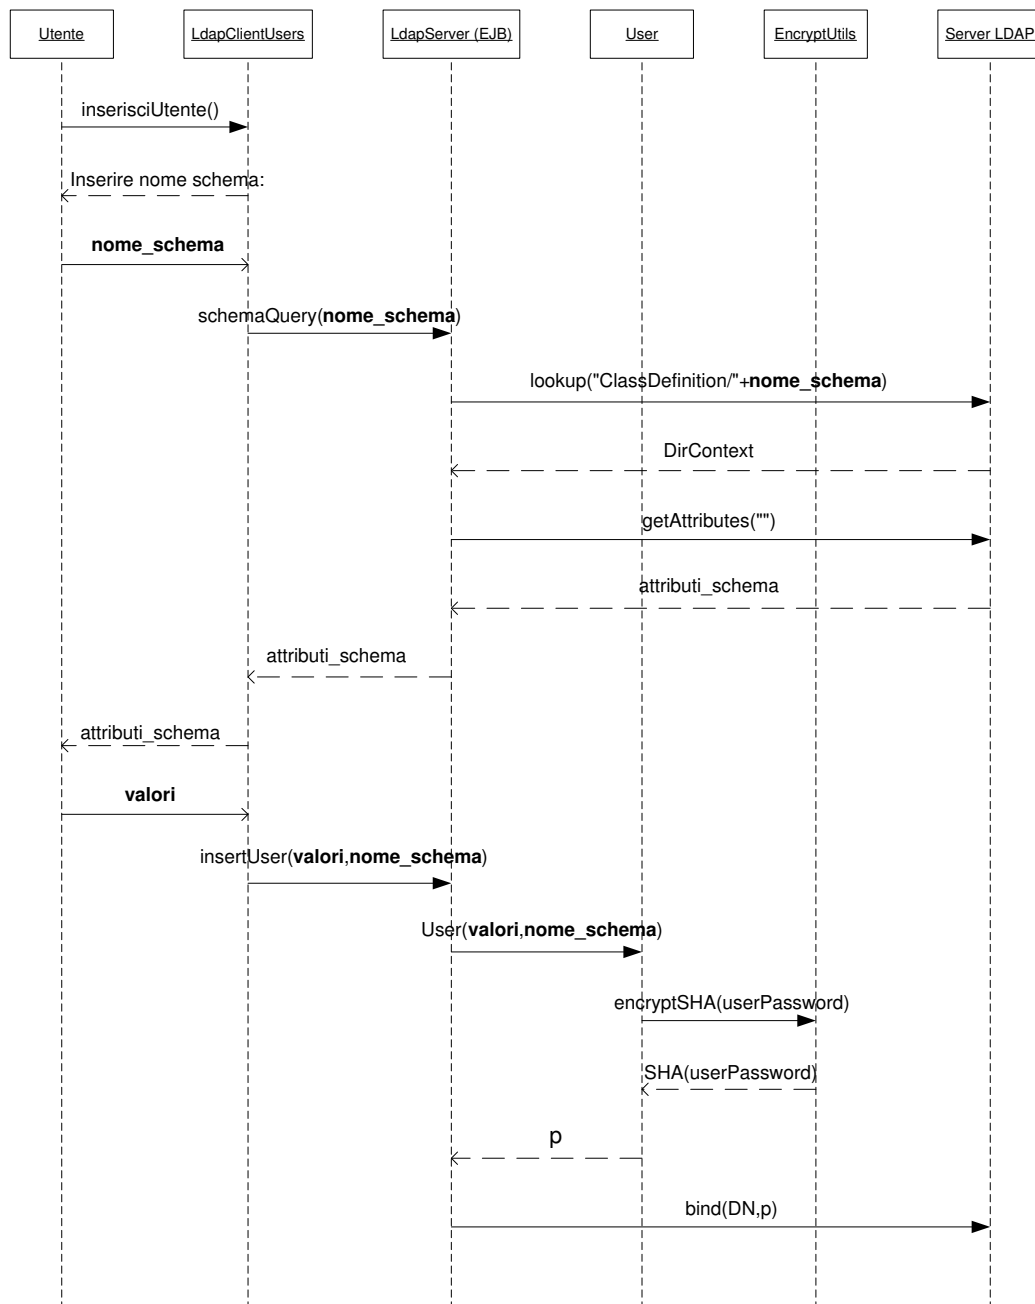 Utente
LdapClientUsers
LdapServer (EJB)
User
EncryptUtils
Server LDAP
inserisciUtente()
Inserire nome schema:
nome_schema
schemaQuery(nome_schema)
lookup("ClassDefinition/"+nome_schema)
DirContext
getAttributes("")
attributi_schema
attributi_schema
attributi_schema
valori
insertUser(valori,nome_schema)
User(valori,nome_schema)
encryptSHA(userPassword)
SHA(userPassword)
p
bind(DN,p)